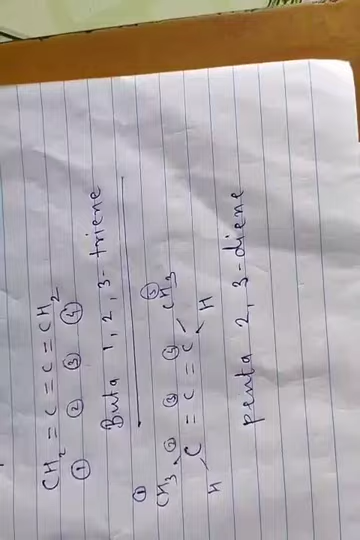 CH₂ = C = C = CH₂
① ② ③ ④
Buta 1, 2, 3- triene
② ③ ④ ⑤
CH₃ CH₃
C = C = C
H H
penta 2, 3-diene